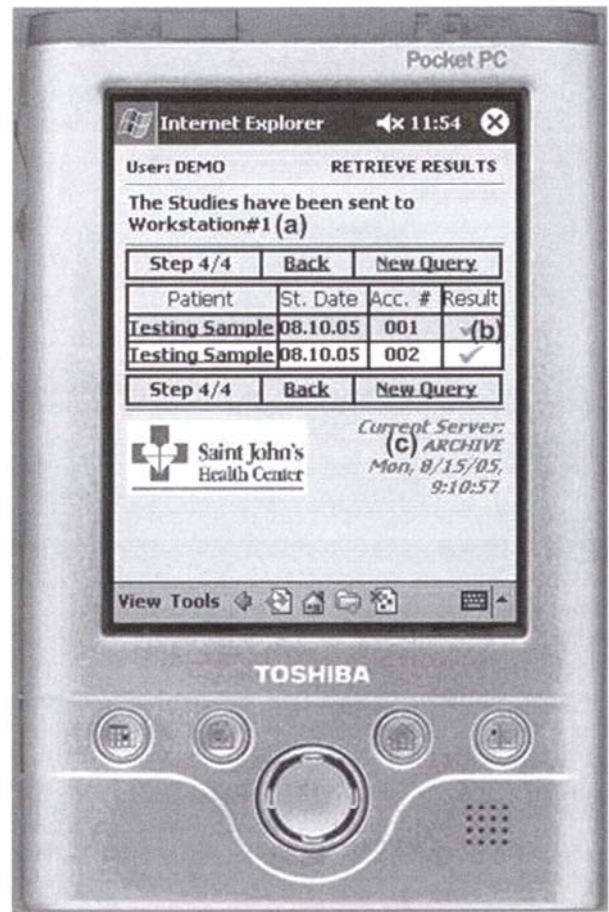 Pocket PC
Internet Explorer 11:54
User: DEMO RETRIEVE RESULTS
The Studies have been sent to
Workstation#1 (a)
Step 4/4 Back New Query
Patient St. Date Acc. # Result
Testing Sample 08.10.05 001 (b)
Testing Sample 08.10.05 002
Step 4/4 Back New Query
Current Server:
(c) ARCHIVE
Mon, 8/15/05,
9:10:57
Saint John's
Health Center
View Tools
TOSHIBA